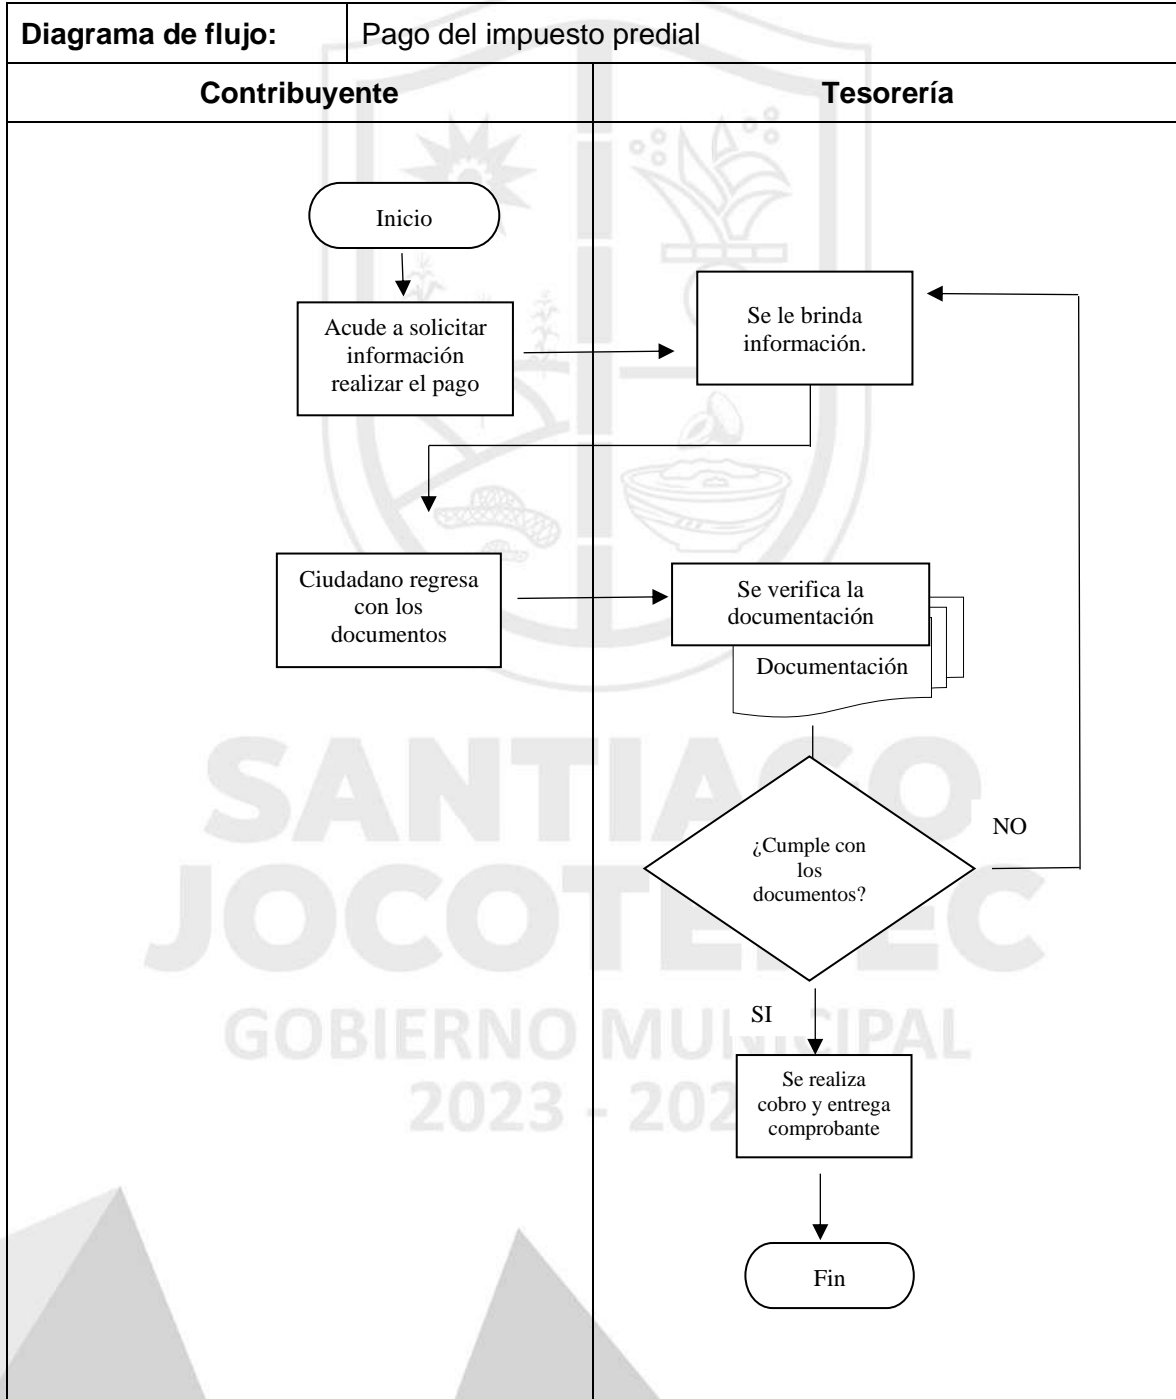 Diagrama de flujo: Pago del impuesto predial
Contribuyente Tesorería
Inicio
Acude a solicitar
información
realizar el pago
Se le brinda
información.
Ciudadano regresa
con los
documentos
Se verifica la
documentación
Documentación
¿Cumple con
los
documentos?
NO
SI
Se realiza
cobro y entrega
comprobante
Fin
SANTIAGO
JOCOTEPEC
GOBIERNO MUNICIPAL
2023 -